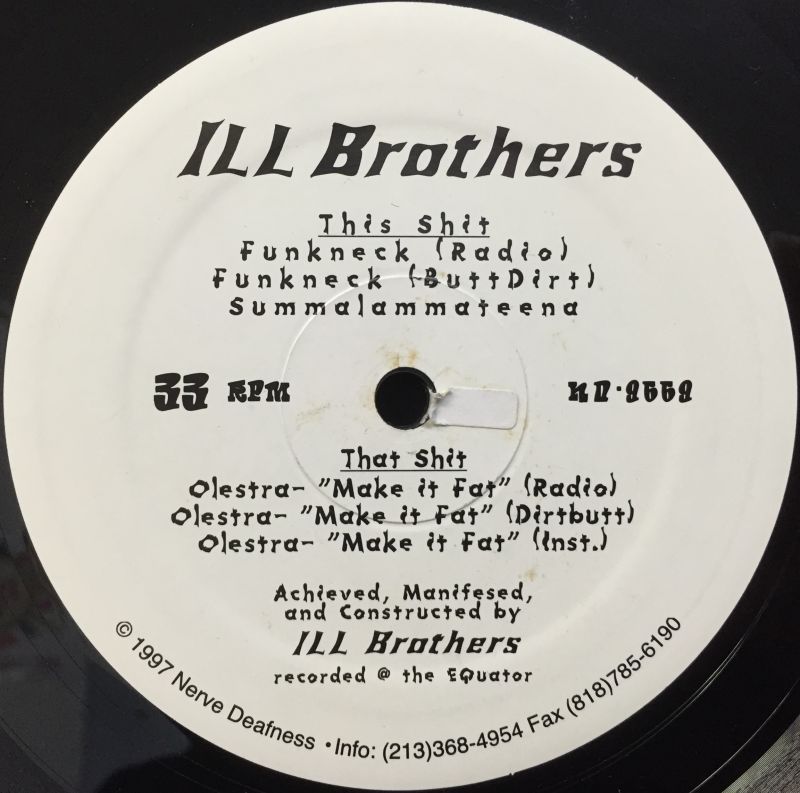 ILL Brothers
This Shit
Funkneck (Radio)
Funkneck (ButtDirt)
Summalammateena
33 RPM
ND·9669
That Shit
Olestra- "Make it Fat" (Radio)
Olestra- "Make it Fat" (Dirtbutt)
Olestra- "Make it Fat" (Inst.)
Achieved, Manifesed,
and Constructed by
ILL Brothers
recorded @ the EQuator
© 1997 Nerve Deafness • Info: (213)368-4954 Fax (818)785-6190